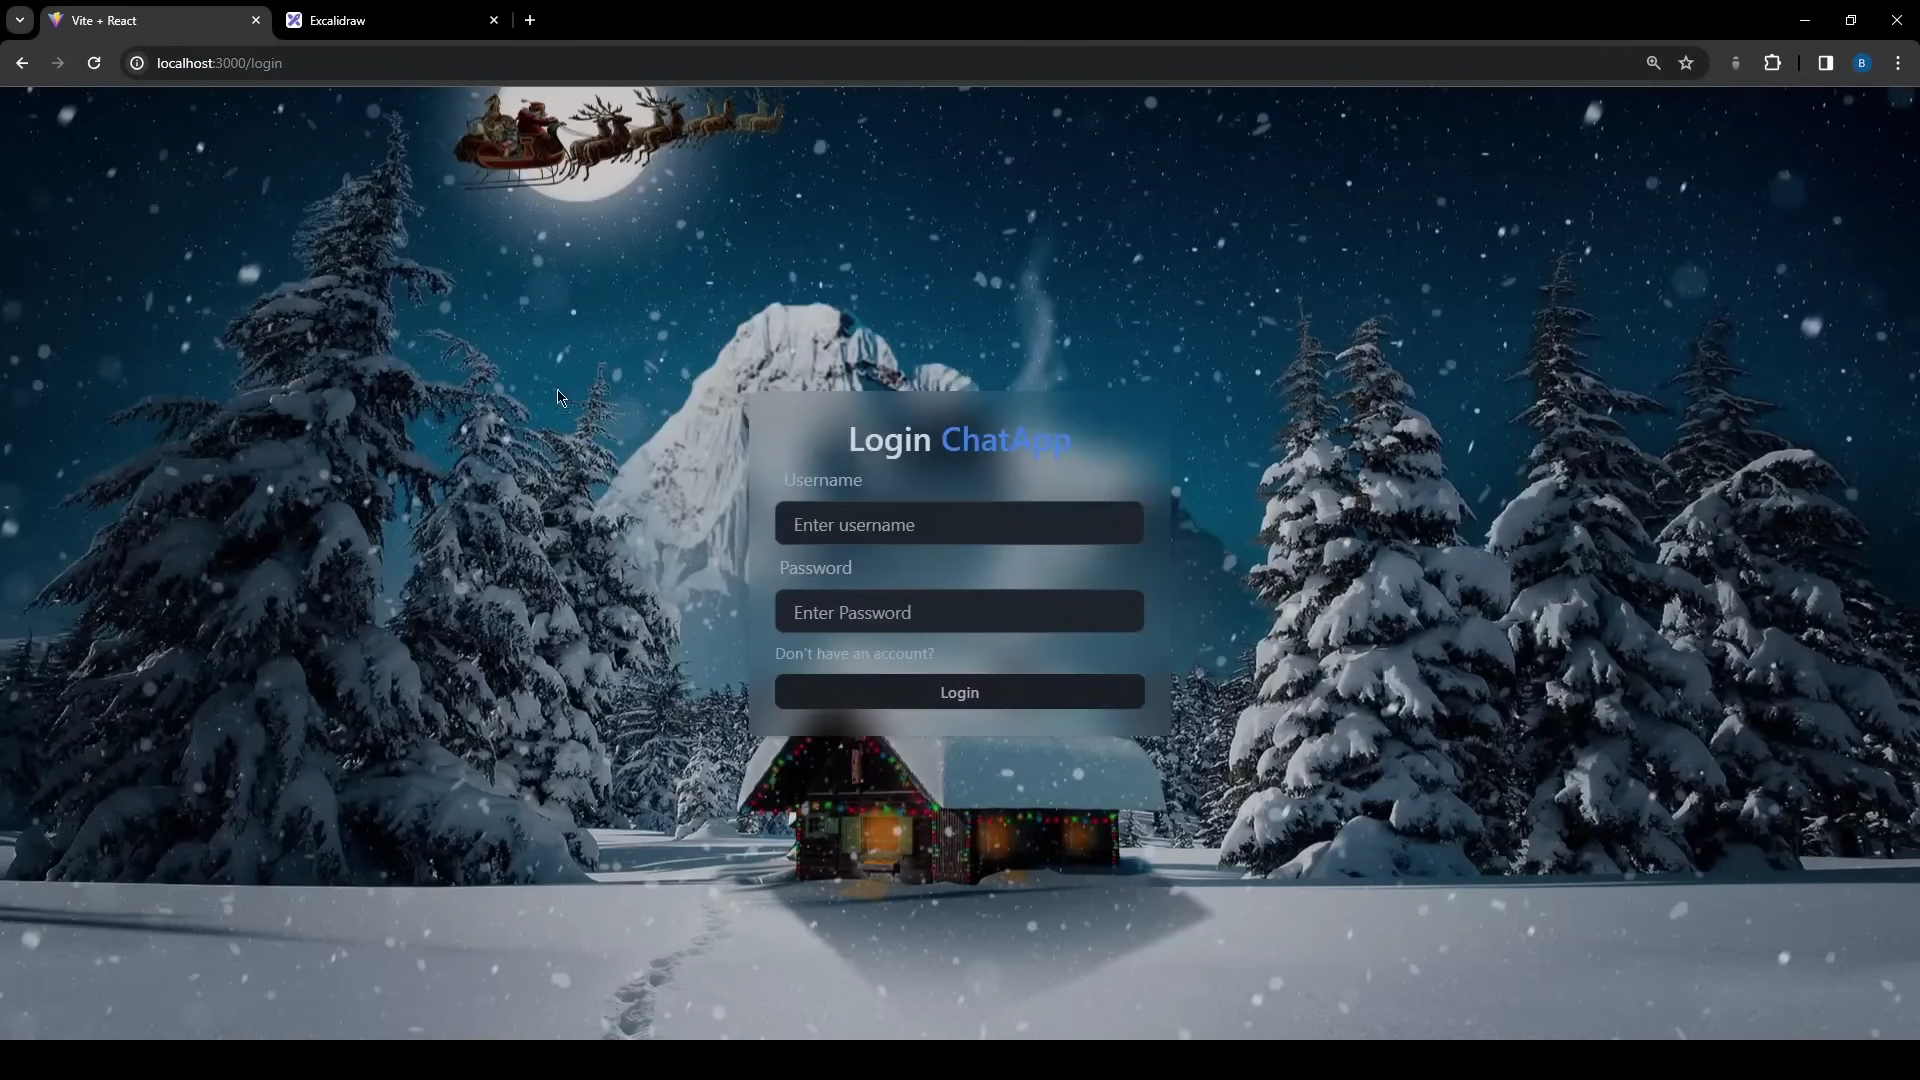 Vite + React
Excalidraw
localhost:3000/login
B
Login ChatApp
Username
Enter username
Password
Enter Password
Don't have an account?
Login